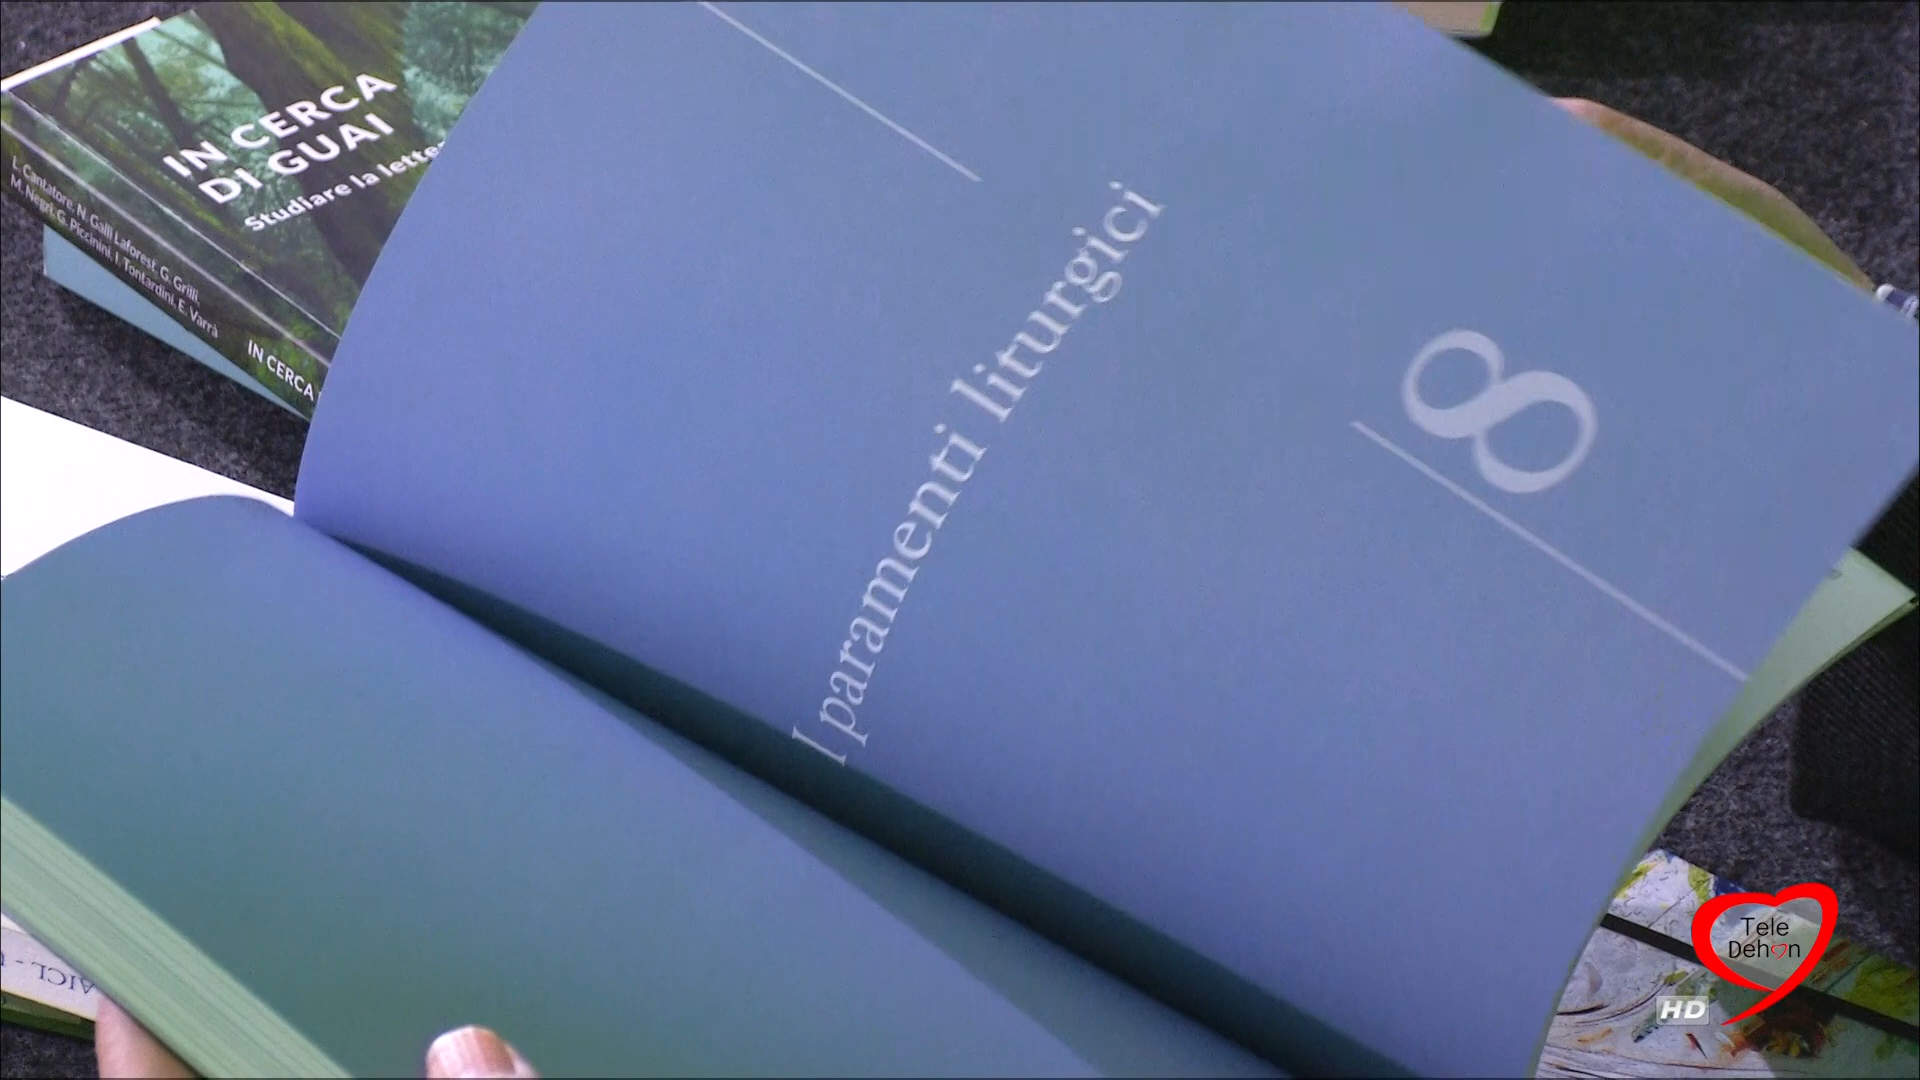 IN CERCA
DI GUAI
Studiare la lette
L. Cantatore, N. Galli Laforest, G. Grilli,
M. Negri, G. Piccinini, I. Tontardini, E. Varrà
IN CERCA
8
I paramenti liturgici
Tele
Dehon
HD